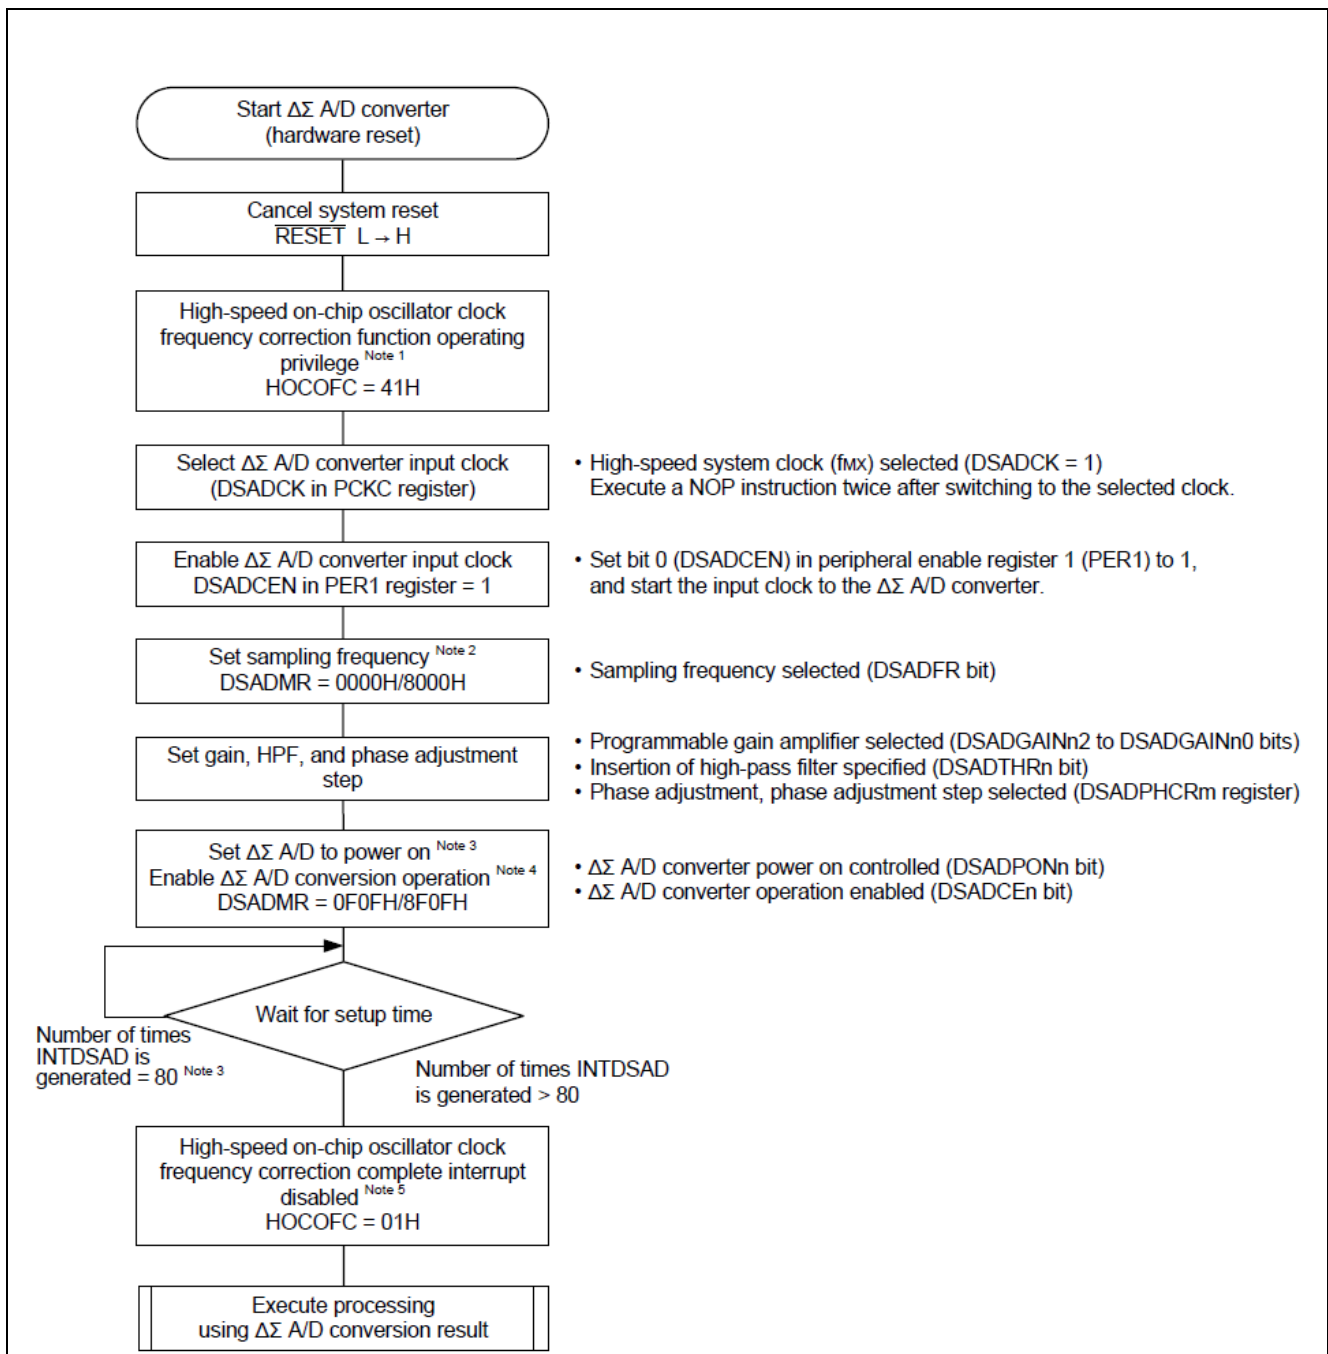 Start ΔΣ A/D converter
(hardware reset)
Cancel system reset
RESET L → H
High-speed on-chip oscillator clock
frequency correction function operating
privilege Note 1
HOCOFC = 41H
Select ΔΣ A/D converter input clock
(DSADCK in PCKC register)
• High-speed system clock (fMX) selected (DSADCK = 1)
Execute a NOP instruction twice after switching to the selected clock.
Enable ΔΣ A/D converter input clock
DSADCEN in PER1 register = 1
• Set bit 0 (DSADCEN) in peripheral enable register 1 (PER1) to 1,
and start the input clock to the ΔΣ A/D converter.
Set sampling frequency Note 2
DSADMR = 0000H/8000H
• Sampling frequency selected (DSADFR bit)
Set gain, HPF, and phase adjustment
step
• Programmable gain amplifier selected (DSADGAINn2 to DSADGAINn0 bits)
• Insertion of high-pass filter specified (DSADTHRn bit)
• Phase adjustment, phase adjustment step selected (DSADPHCRm register)
Set ΔΣ A/D to power on Note 3
Enable ΔΣ A/D conversion operation Note 4
DSADMR = 0F0FH/8F0FH
• ΔΣ A/D converter power on controlled (DSADPONn bit)
• ΔΣ A/D converter operation enabled (DSADCEn bit)
Wait for setup time
Number of times
INTDSAD is
generated = 80 Note 3
Number of times INTDSAD
is generated > 80
High-speed on-chip oscillator clock
frequency correction complete interrupt
disabled Note 5
HOCOFC = 01H
Execute processing
using ΔΣ A/D conversion result